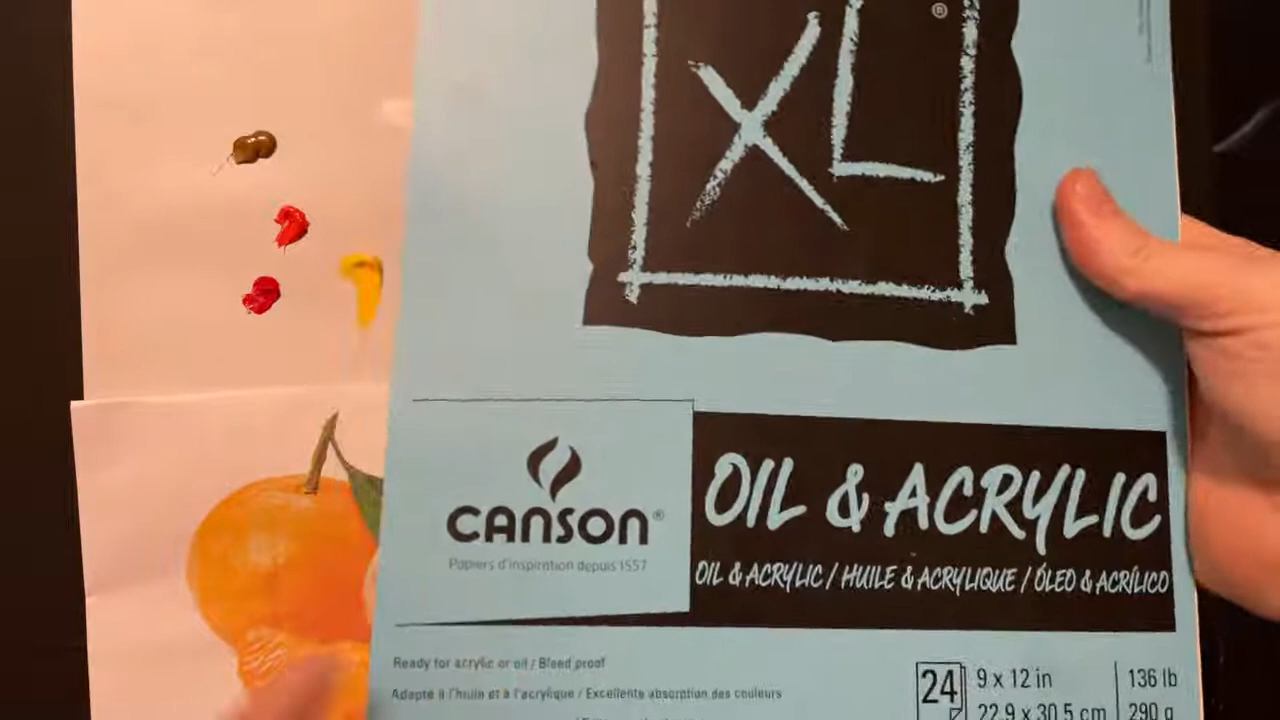 ®
XL
CANSON®
Papiers d'inspiration depuis 1557
OIL & ACRYLIC
OIL & ACRYLIC / HUILE & ACRYLIQUE / ÓLEO & ACRÍLICO
Ready for acrylic or oil / Bleed proof
Adapté à l'huile et à l'acrylique / Excellente absorption des couleurs
24
9 x 12 in
22.9 x 30.5 cm
136 lb
290 g